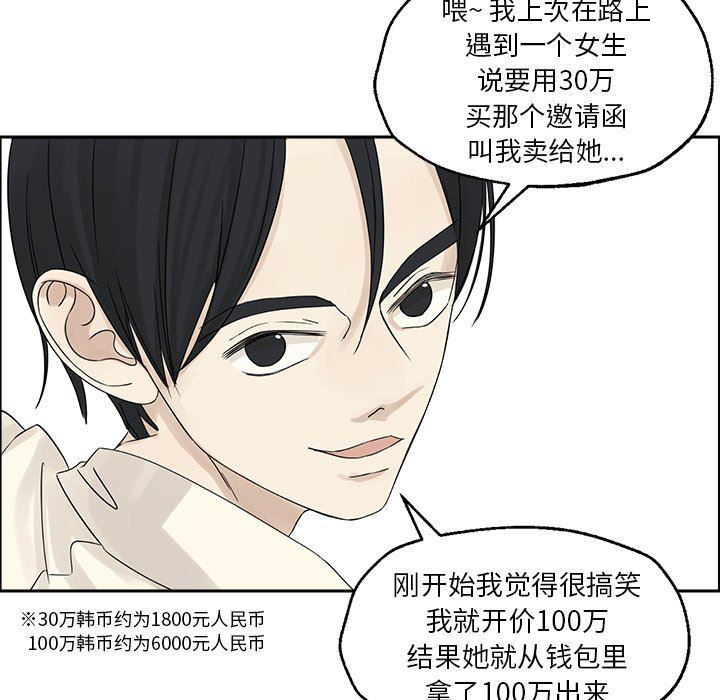 喂~ 我上次在路上
遇到一个女生
说要用30万
买那个邀请函
叫我卖给她...
刚开始我觉得很搞笑
我就开价100万
结果她就从钱包里
拿了100万出来
※30万韩币约为1800元人民币
100万韩币约为6000元人民币